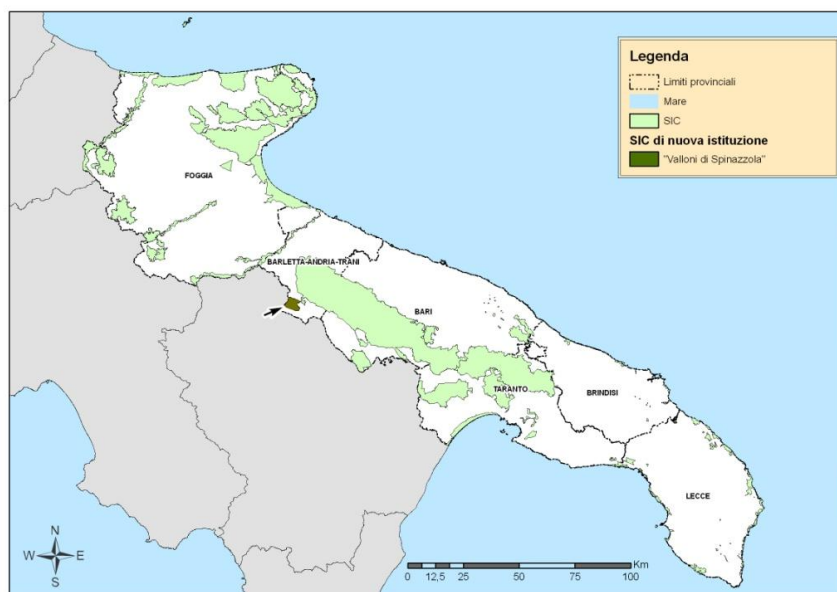 Legenda
Limiti provinciali
Mare
SIC
SIC di nuova istituzione
"Valloni di Spinazzola"
FOGGIA
BARLETTA-ANDRIA-TRANI
BARI
TARANTO
BRINDISI
LECCE
N
W E
S
Km
0 12,5 25 50 75 100